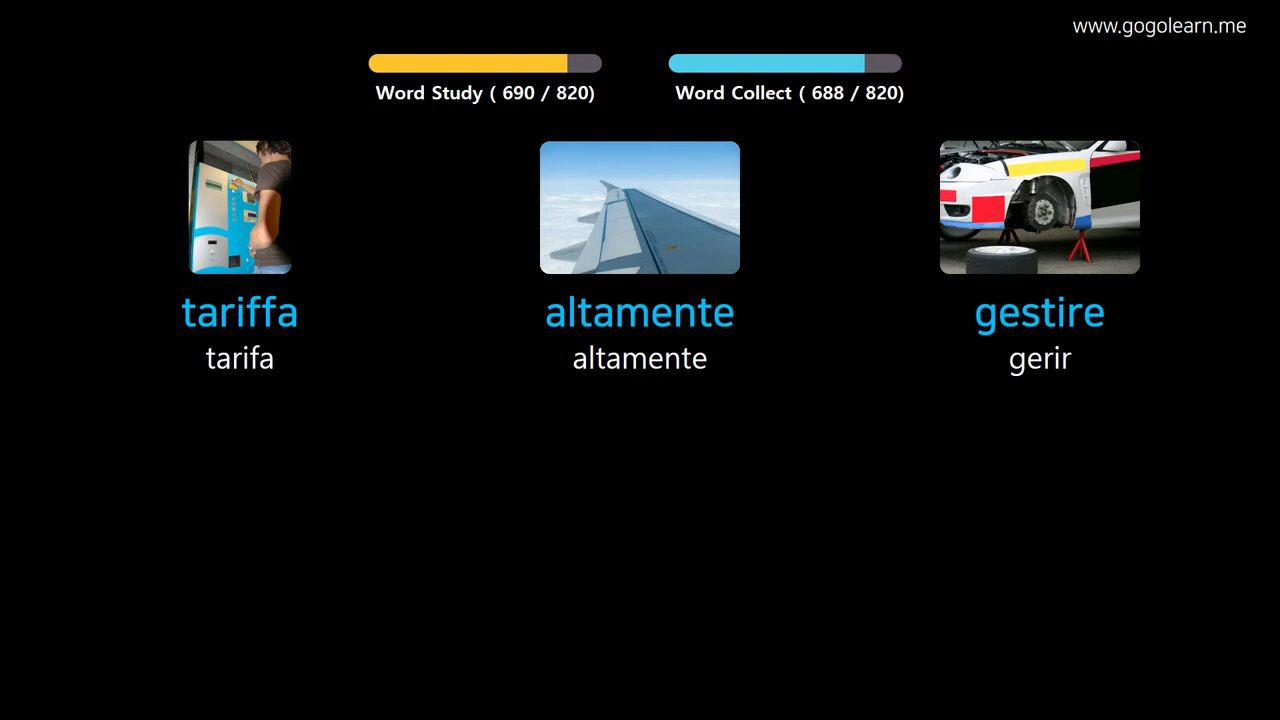 www.gogolearn.me
Word Study ( 690 / 820)
Word Collect ( 688 / 820)
tariffa
tarifa
altamente
altamente
gestire
gerir